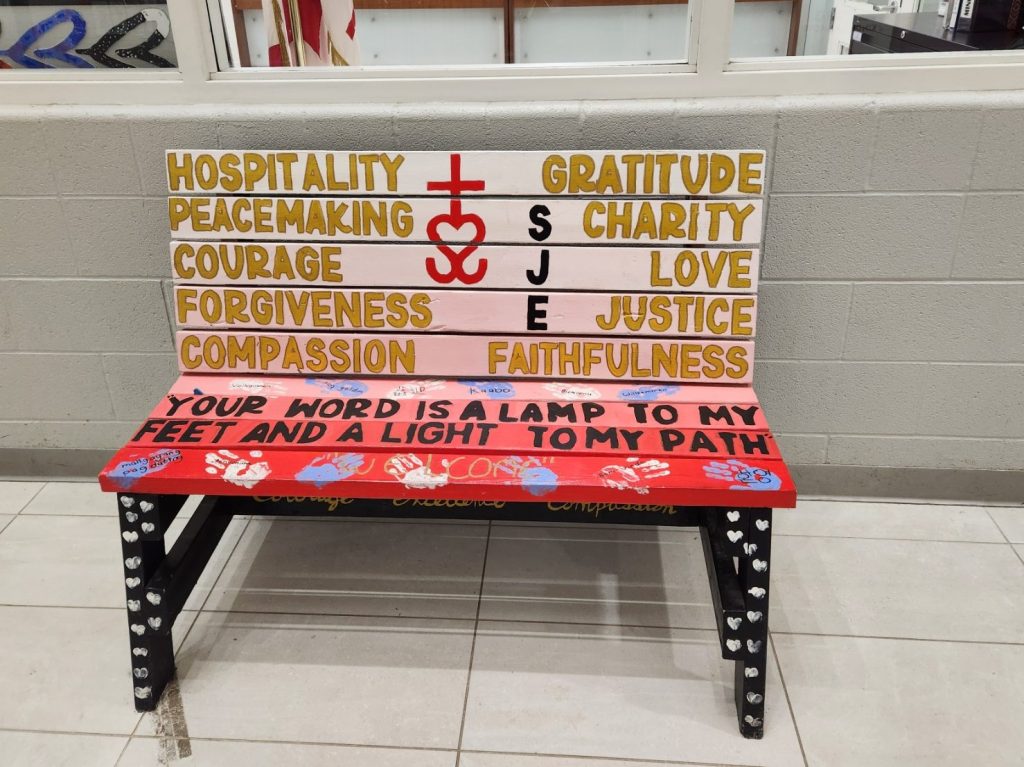 HOSPITALITY GRATITUDE
PEACEMAKING S CHARITY
COURAGE J LOVE
FORGIVENESS E JUSTICE
COMPASSION FAITHFULNESS
YOUR WORD IS A LAMP TO MY
FEET AND A LIGHT TO MY PATH
Courage Excellence Compassion